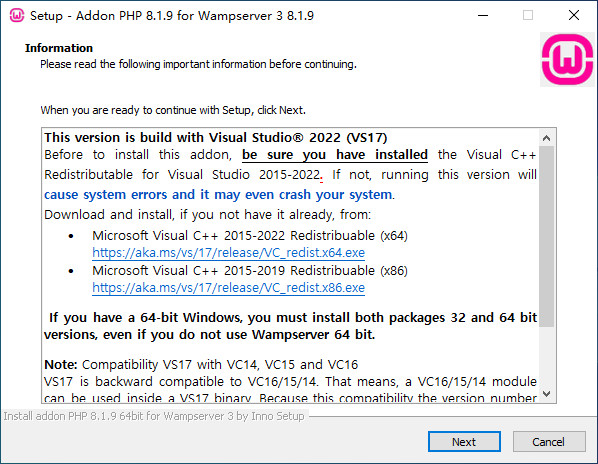 Setup - Addon PHP 8.1.9 for Wampserver 3 8.1.9
Information
Please read the following important information before continuing.
When you are ready to continue with Setup, click Next.
This version is build with Visual Studio® 2022 (VS17)
Before to install this addon, be sure you have installed the Visual C++
Redistributable for Visual Studio 2015-2022. If not, running this version will
cause system errors and it may even crash your system.
Download and install, if you not have it already, from:
• Microsoft Visual C++ 2015-2022 Redistribuable (x64)
https://aka.ms/vs/17/release/VC_redist.x64.exe
• Microsoft Visual C++ 2015-2019 Redistribuable (x86)
https://aka.ms/vs/17/release/VC_redist.x86.exe
If you have a 64-bit Windows, you must install both packages 32 and 64 bit
versions, even if you do not use Wampserver 64 bit.
Note: Compatibility VS17 with VC14, VC15 and VC16
VS17 is backward compatible to VC16/15/14. That means, a VC16/15/14 module
can be used inside a VS17 binary. Because this compatibility the version number
Install addon PHP 8.1.9 64bit for Wampserver 3 by Inno Setup
Next
Cancel